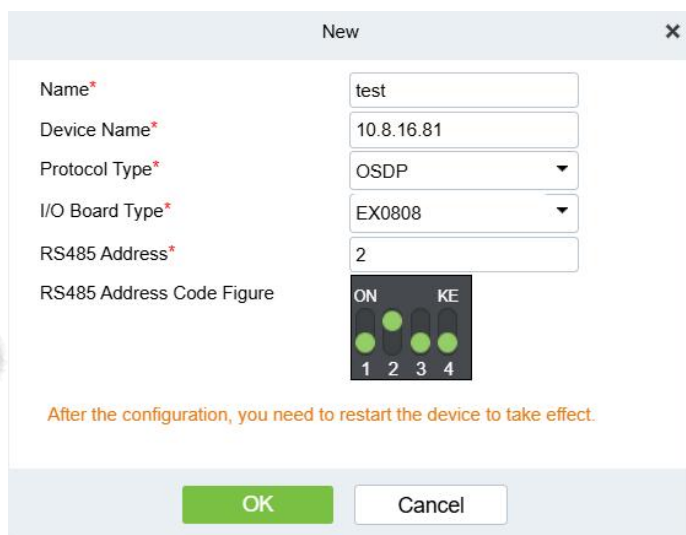 New ×
Name* test
Device Name* 10.8.16.81
Protocol Type* OSDP
I/O Board Type* EX0808
RS485 Address* 2
RS485 Address Code Figure
ON KE
1 2 3 4
After the configuration, you need to restart the device to take effect.
OK Cancel